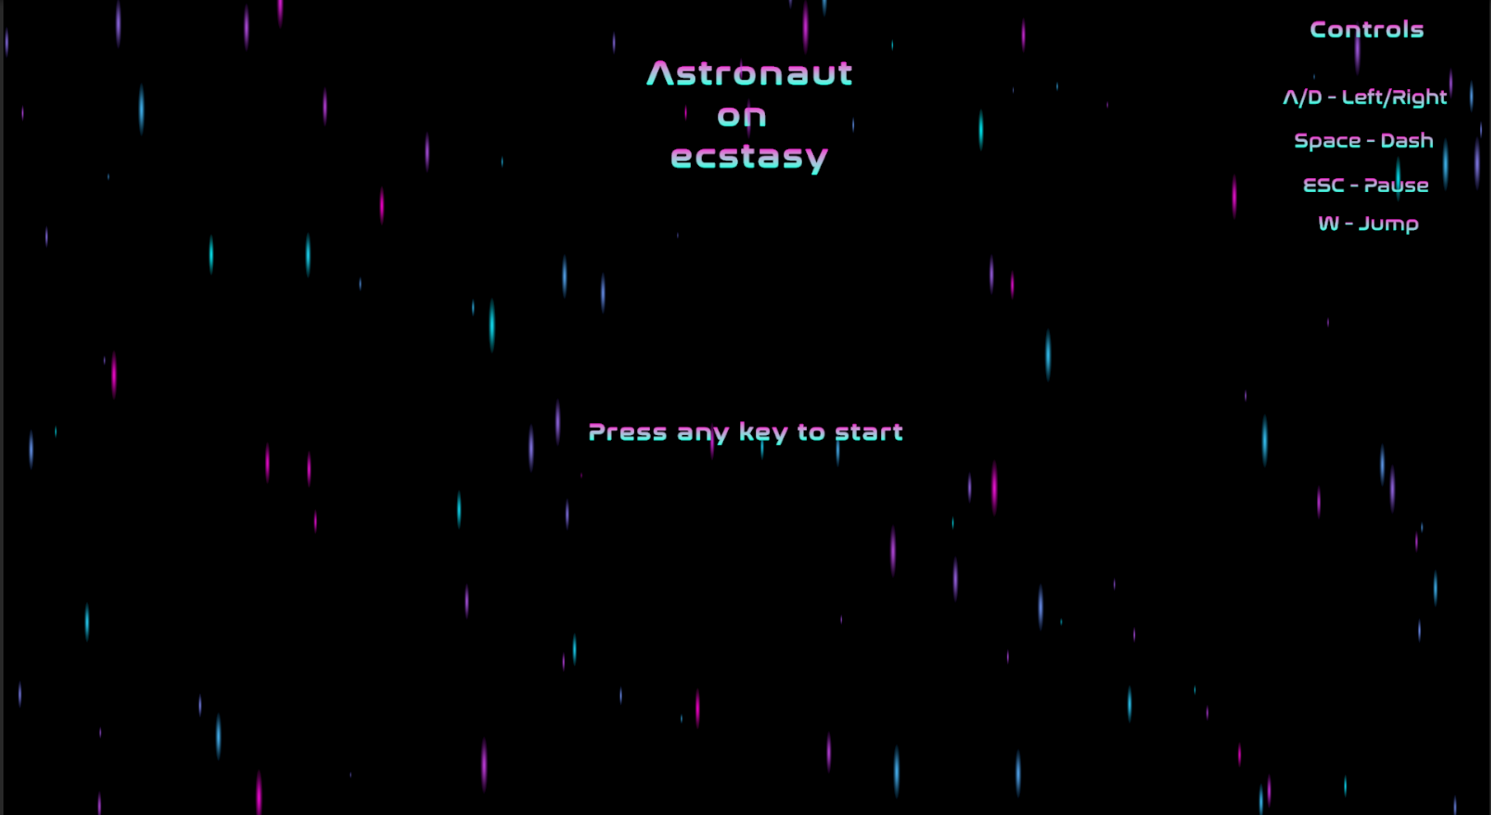 Astronaut
on
ecstasy
Controls
A/D - Left/Right
Space - Dash
ESC - Pause
W - Jump
Press any key to start